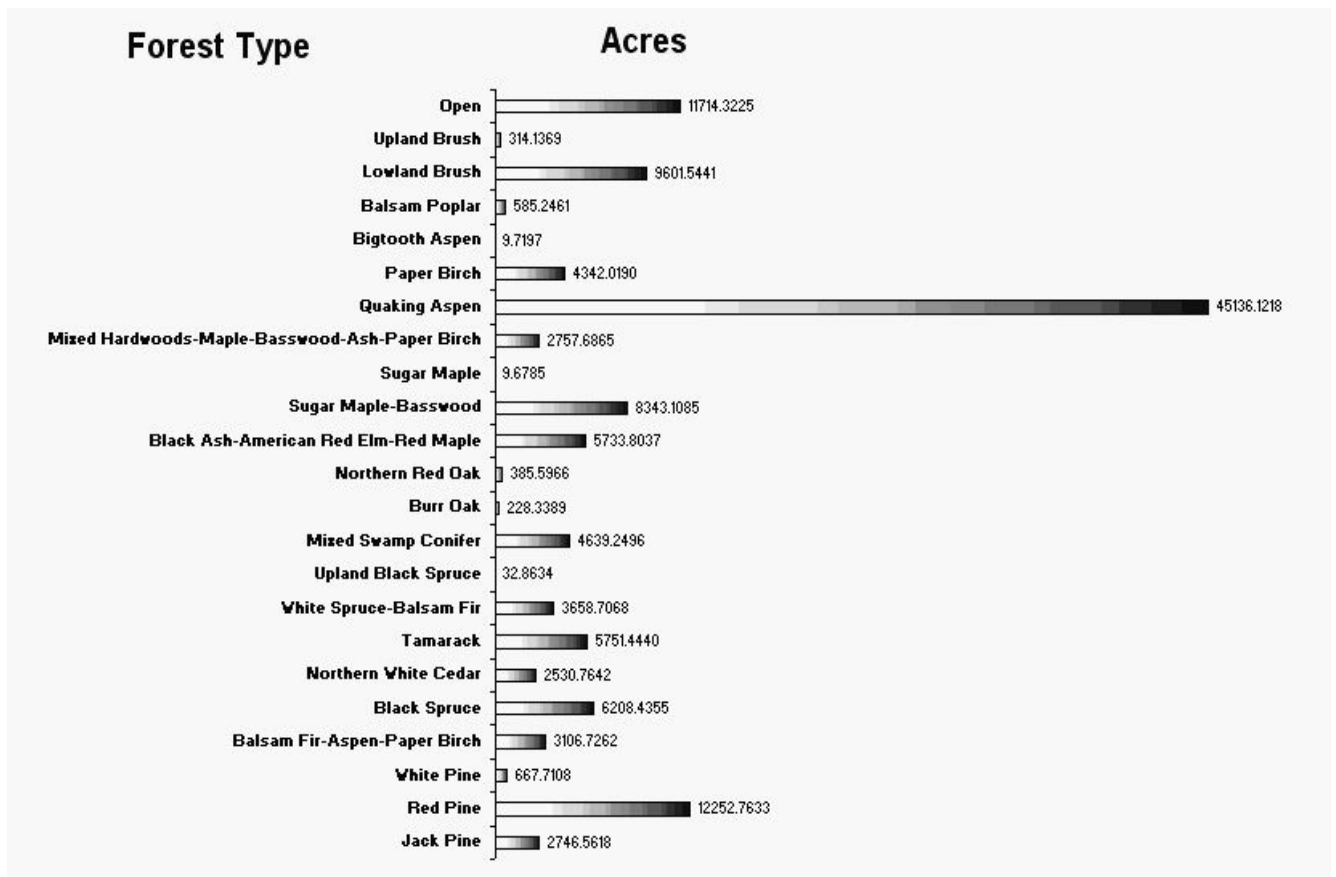 Forest Type Acres
Open 11714.3225
Upland Brush 314.1369
Lowland Brush 9601.5441
Balsam Poplar 585.2461
Bigtooth Aspen 9.7197
Paper Birch 4342.0190
Quaking Aspen 45136.1218
Mixed Hardwoods-Maple-Basswood-Ash-Paper Birch 2757.6865
Sugar Maple 9.6785
Sugar Maple-Basswood 8343.1085
Black Ash-American Red Elm-Red Maple 5733.8037
Northern Red Oak 385.5966
Burr Oak 228.3389
Mixed Swamp Conifer 4639.2496
Upland Black Spruce 32.8634
White Spruce-Balsam Fir 3658.7068
Tamarack 5751.4440
Northern White Cedar 2530.7642
Black Spruce 6208.4355
Balsam Fir-Aspen-Paper Birch 3106.7262
White Pine 667.7108
Red Pine 12252.7633
Jack Pine 2746.5618